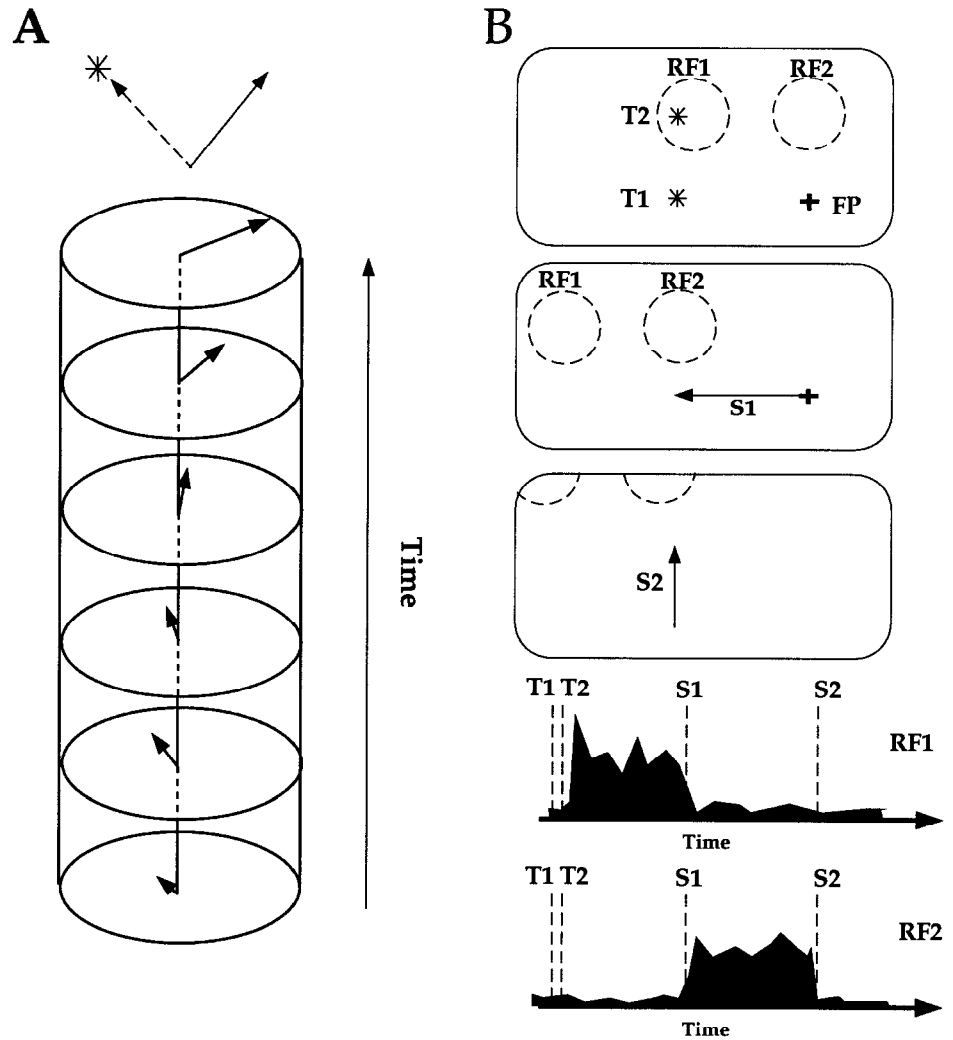 A
Time
B
RF1 RF2
T2
T1 FP
RF1 RF2
S1
S2
T1 T2 S1 S2
RF1
Time
T1 T2 S1 S2
RF2
Time